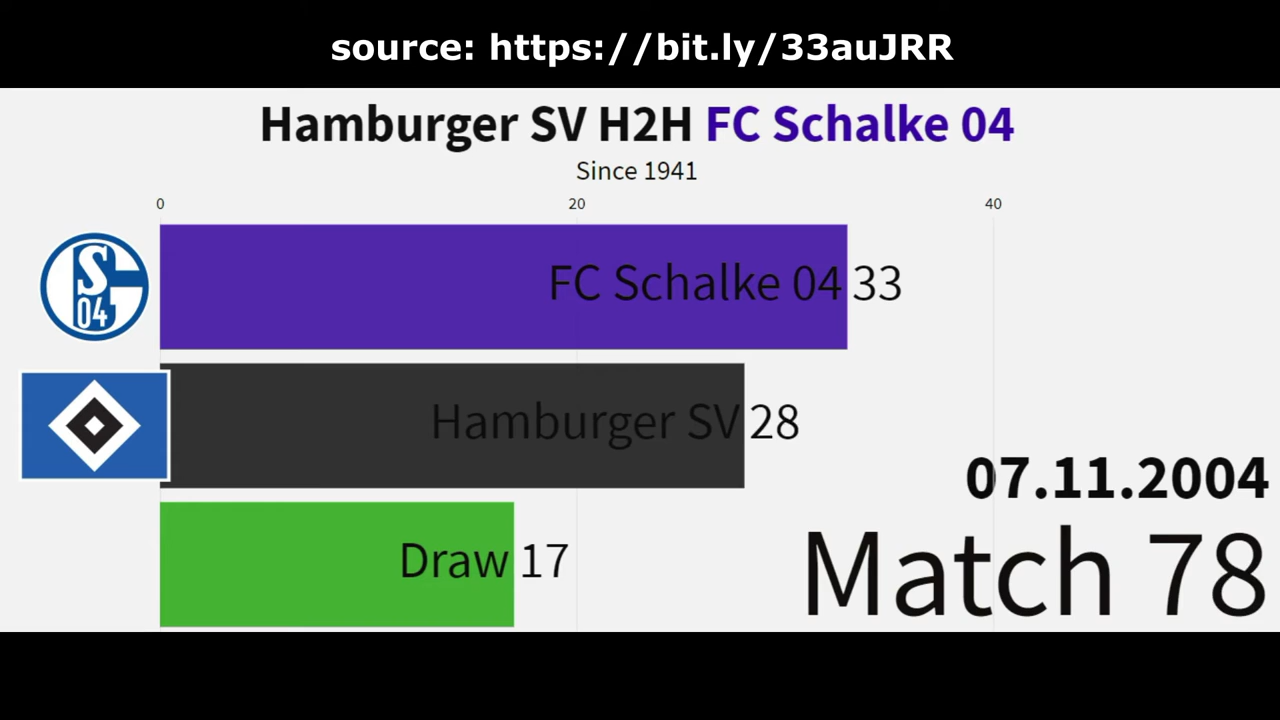 source: https://bit.ly/33auJRR
Hamburger SV H2H FC Schalke 04
Since 1941
0 20 40
S 04
FC Schalke 04 33
Hamburger SV 28
07.11.2004
Draw 17
Match 78